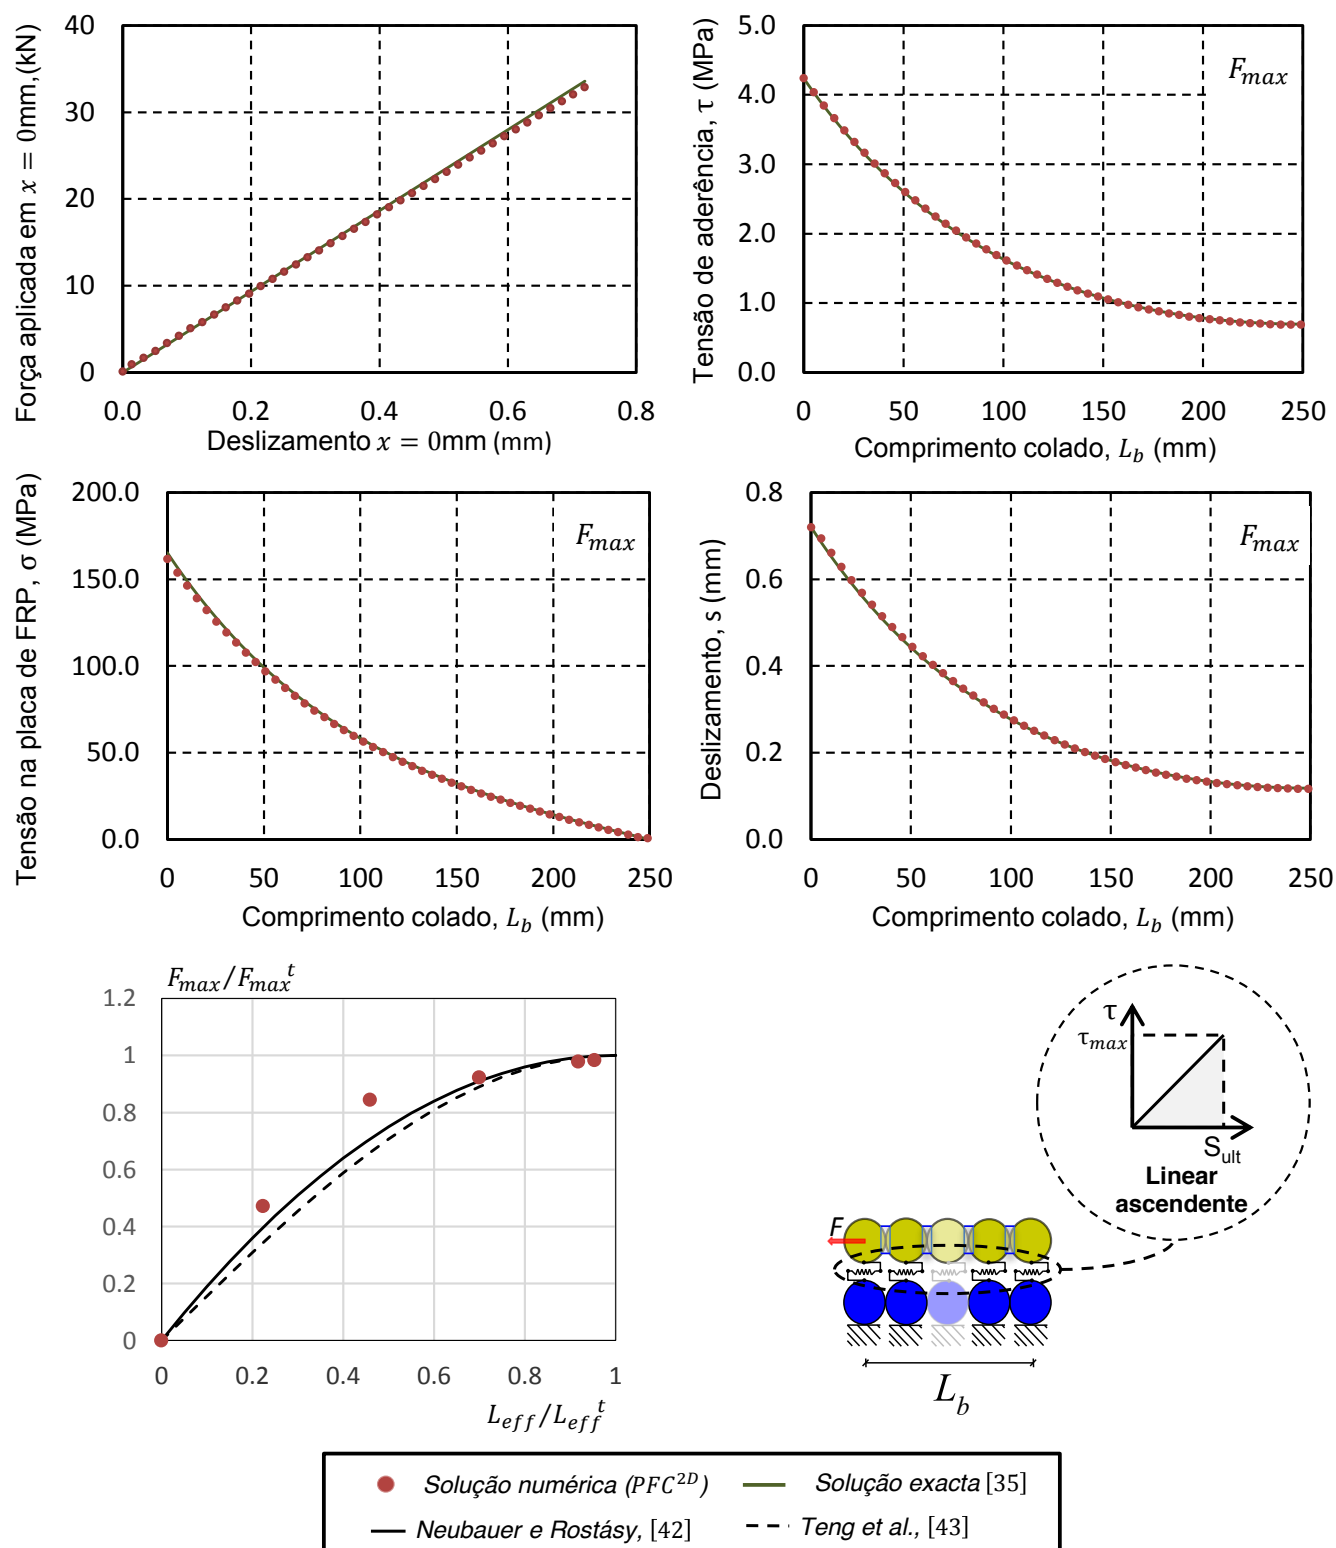 Força aplicada em x = 0mm,(kN)
40
30
20
10
0
0.0 0.2 0.4 0.6 0.8
Deslizamento x = 0mm (mm)
Tensão de aderência, τ (MPa)
5.0
4.0
3.0
2.0
1.0
0.0
F_max
0 50 100 150 200 250
Comprimento colado, L_b (mm)
Tensão na placa de FRP, σ (MPa)
200.0
150.0
100.0
50.0
0.0
F_max
0 50 100 150 200 250
Comprimento colado, L_b (mm)
Deslizamento, s (mm)
0.8
0.6
0.4
0.2
0.0
F_max
0 50 100 150 200 250
Comprimento colado, L_b (mm)
F_max/F_max^t
1.2
1
0.8
0.6
0.4
0.2
0
0 0.2 0.4 0.6 0.8 1
L_eff/L_eff^t
τ
τ_max
S_ult
Linear
ascendente
F
L_b
Solução numérica (PFC^2D) Solução exacta [35]
Neubauer e Rostásy, [42] Teng et al., [43]